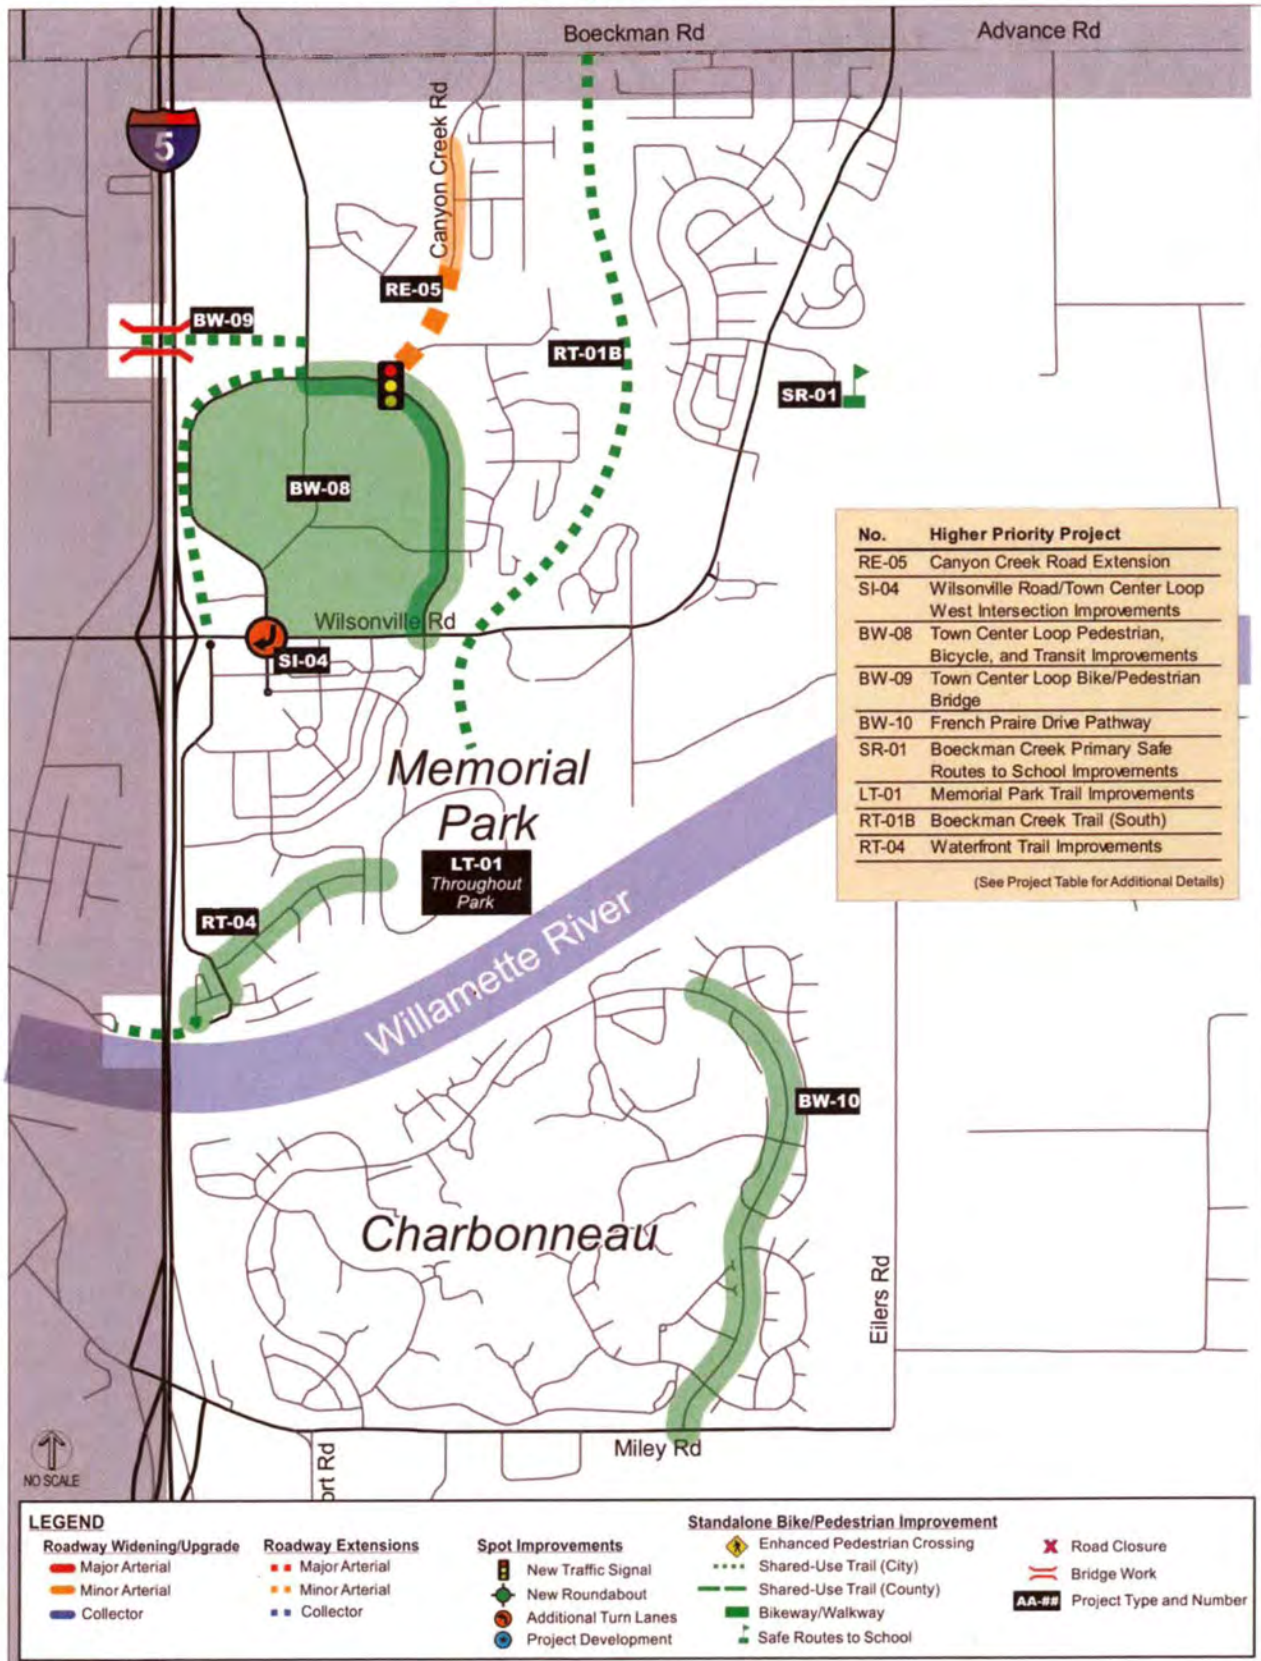 Boeckman Rd
Advance Rd
5
Canyon Creek Rd
RE-05
BW-09
RT-01B
SR-01
BW-08
Wilsonville Rd
SI-04
No. Higher Priority Project
RE-05 Canyon Creek Road Extension
SI-04 Wilsonville Road/Town Center Loop
West Intersection Improvements
BW-08 Town Center Loop Pedestrian,
Bicycle, and Transit Improvements
BW-09 Town Center Loop Bike/Pedestrian
Bridge
BW-10 French Praire Drive Pathway
SR-01 Boeckman Creek Primary Safe
Routes to School Improvements
LT-01 Memorial Park Trail Improvements
RT-01B Boeckman Creek Trail (South)
RT-04 Waterfront Trail Improvements
(See Project Table for Additional Details)
Memorial
Park
LT-01
Throughout
Park
RT-04
Willamette River
BW-10
Charbonneau
Eilers Rd
Miley Rd
ort Rd
NO SCALE
LEGEND
Roadway Widening/Upgrade
Major Arterial
Minor Arterial
Collector
Roadway Extensions
Major Arterial
Minor Arterial
Collector
Spot Improvements
New Traffic Signal
New Roundabout
Additional Turn Lanes
Project Development
Standalone Bike/Pedestrian Improvement
Enhanced Pedestrian Crossing
Shared-Use Trail (City)
Shared-Use Trail (County)
Bikeway/Walkway
Safe Routes to School
Road Closure
Bridge Work
AA-## Project Type and Number